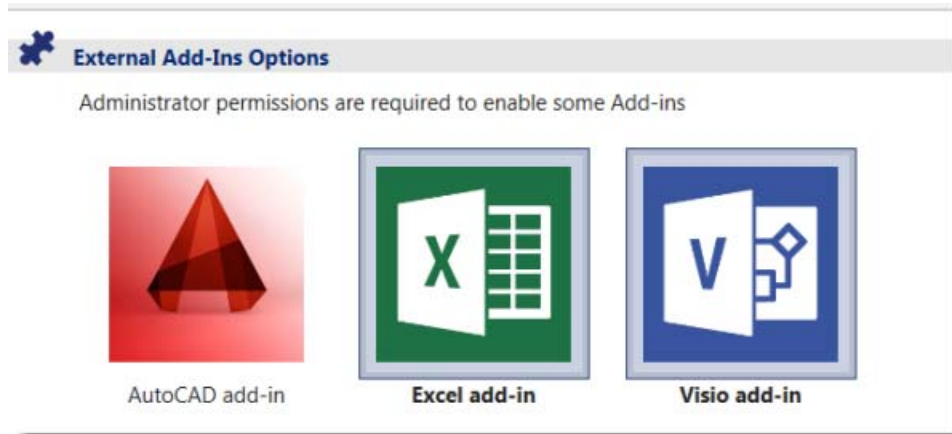 External Add-Ins Options
Administrator permissions are required to enable some Add-ins
X
V
AutoCAD add-in
Excel add-in
Visio add-in